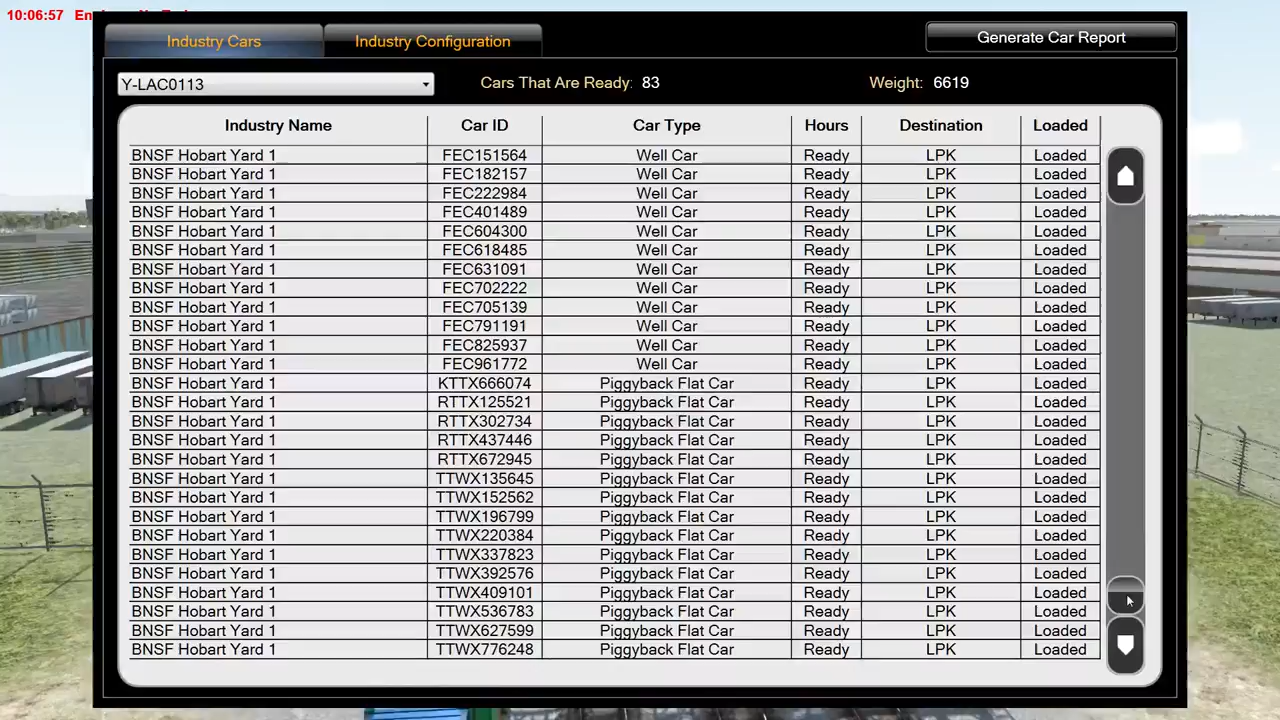 10:06:57 En
Industry Cars
Industry Configuration
Generate Car Report
Y-LAC0113
Cars That Are Ready: 83
Weight: 6619
Industry Name Car ID Car Type Hours Destination Loaded
BNSF Hobart Yard 1 FEC151564 Well Car Ready LPK Loaded
BNSF Hobart Yard 1 FEC182157 Well Car Ready LPK Loaded
BNSF Hobart Yard 1 FEC222984 Well Car Ready LPK Loaded
BNSF Hobart Yard 1 FEC401489 Well Car Ready LPK Loaded
BNSF Hobart Yard 1 FEC604300 Well Car Ready LPK Loaded
BNSF Hobart Yard 1 FEC618485 Well Car Ready LPK Loaded
BNSF Hobart Yard 1 FEC631091 Well Car Ready LPK Loaded
BNSF Hobart Yard 1 FEC702222 Well Car Ready LPK Loaded
BNSF Hobart Yard 1 FEC705139 Well Car Ready LPK Loaded
BNSF Hobart Yard 1 FEC791191 Well Car Ready LPK Loaded
BNSF Hobart Yard 1 FEC825937 Well Car Ready LPK Loaded
BNSF Hobart Yard 1 FEC961772 Well Car Ready LPK Loaded
BNSF Hobart Yard 1 KTTX666074 Piggyback Flat Car Ready LPK Loaded
BNSF Hobart Yard 1 RTTX125521 Piggyback Flat Car Ready LPK Loaded
BNSF Hobart Yard 1 RTTX302734 Piggyback Flat Car Ready LPK Loaded
BNSF Hobart Yard 1 RTTX437446 Piggyback Flat Car Ready LPK Loaded
BNSF Hobart Yard 1 RTTX672945 Piggyback Flat Car Ready LPK Loaded
BNSF Hobart Yard 1 TTWX135645 Piggyback Flat Car Ready LPK Loaded
BNSF Hobart Yard 1 TTWX152562 Piggyback Flat Car Ready LPK Loaded
BNSF Hobart Yard 1 TTWX196799 Piggyback Flat Car Ready LPK Loaded
BNSF Hobart Yard 1 TTWX220384 Piggyback Flat Car Ready LPK Loaded
BNSF Hobart Yard 1 TTWX337823 Piggyback Flat Car Ready LPK Loaded
BNSF Hobart Yard 1 TTWX392576 Piggyback Flat Car Ready LPK Loaded
BNSF Hobart Yard 1 TTWX409101 Piggyback Flat Car Ready LPK Loaded
BNSF Hobart Yard 1 TTWX536783 Piggyback Flat Car Ready LPK Loaded
BNSF Hobart Yard 1 TTWX627599 Piggyback Flat Car Ready LPK Loaded
BNSF Hobart Yard 1 TTWX776248 Piggyback Flat Car Ready LPK Loaded